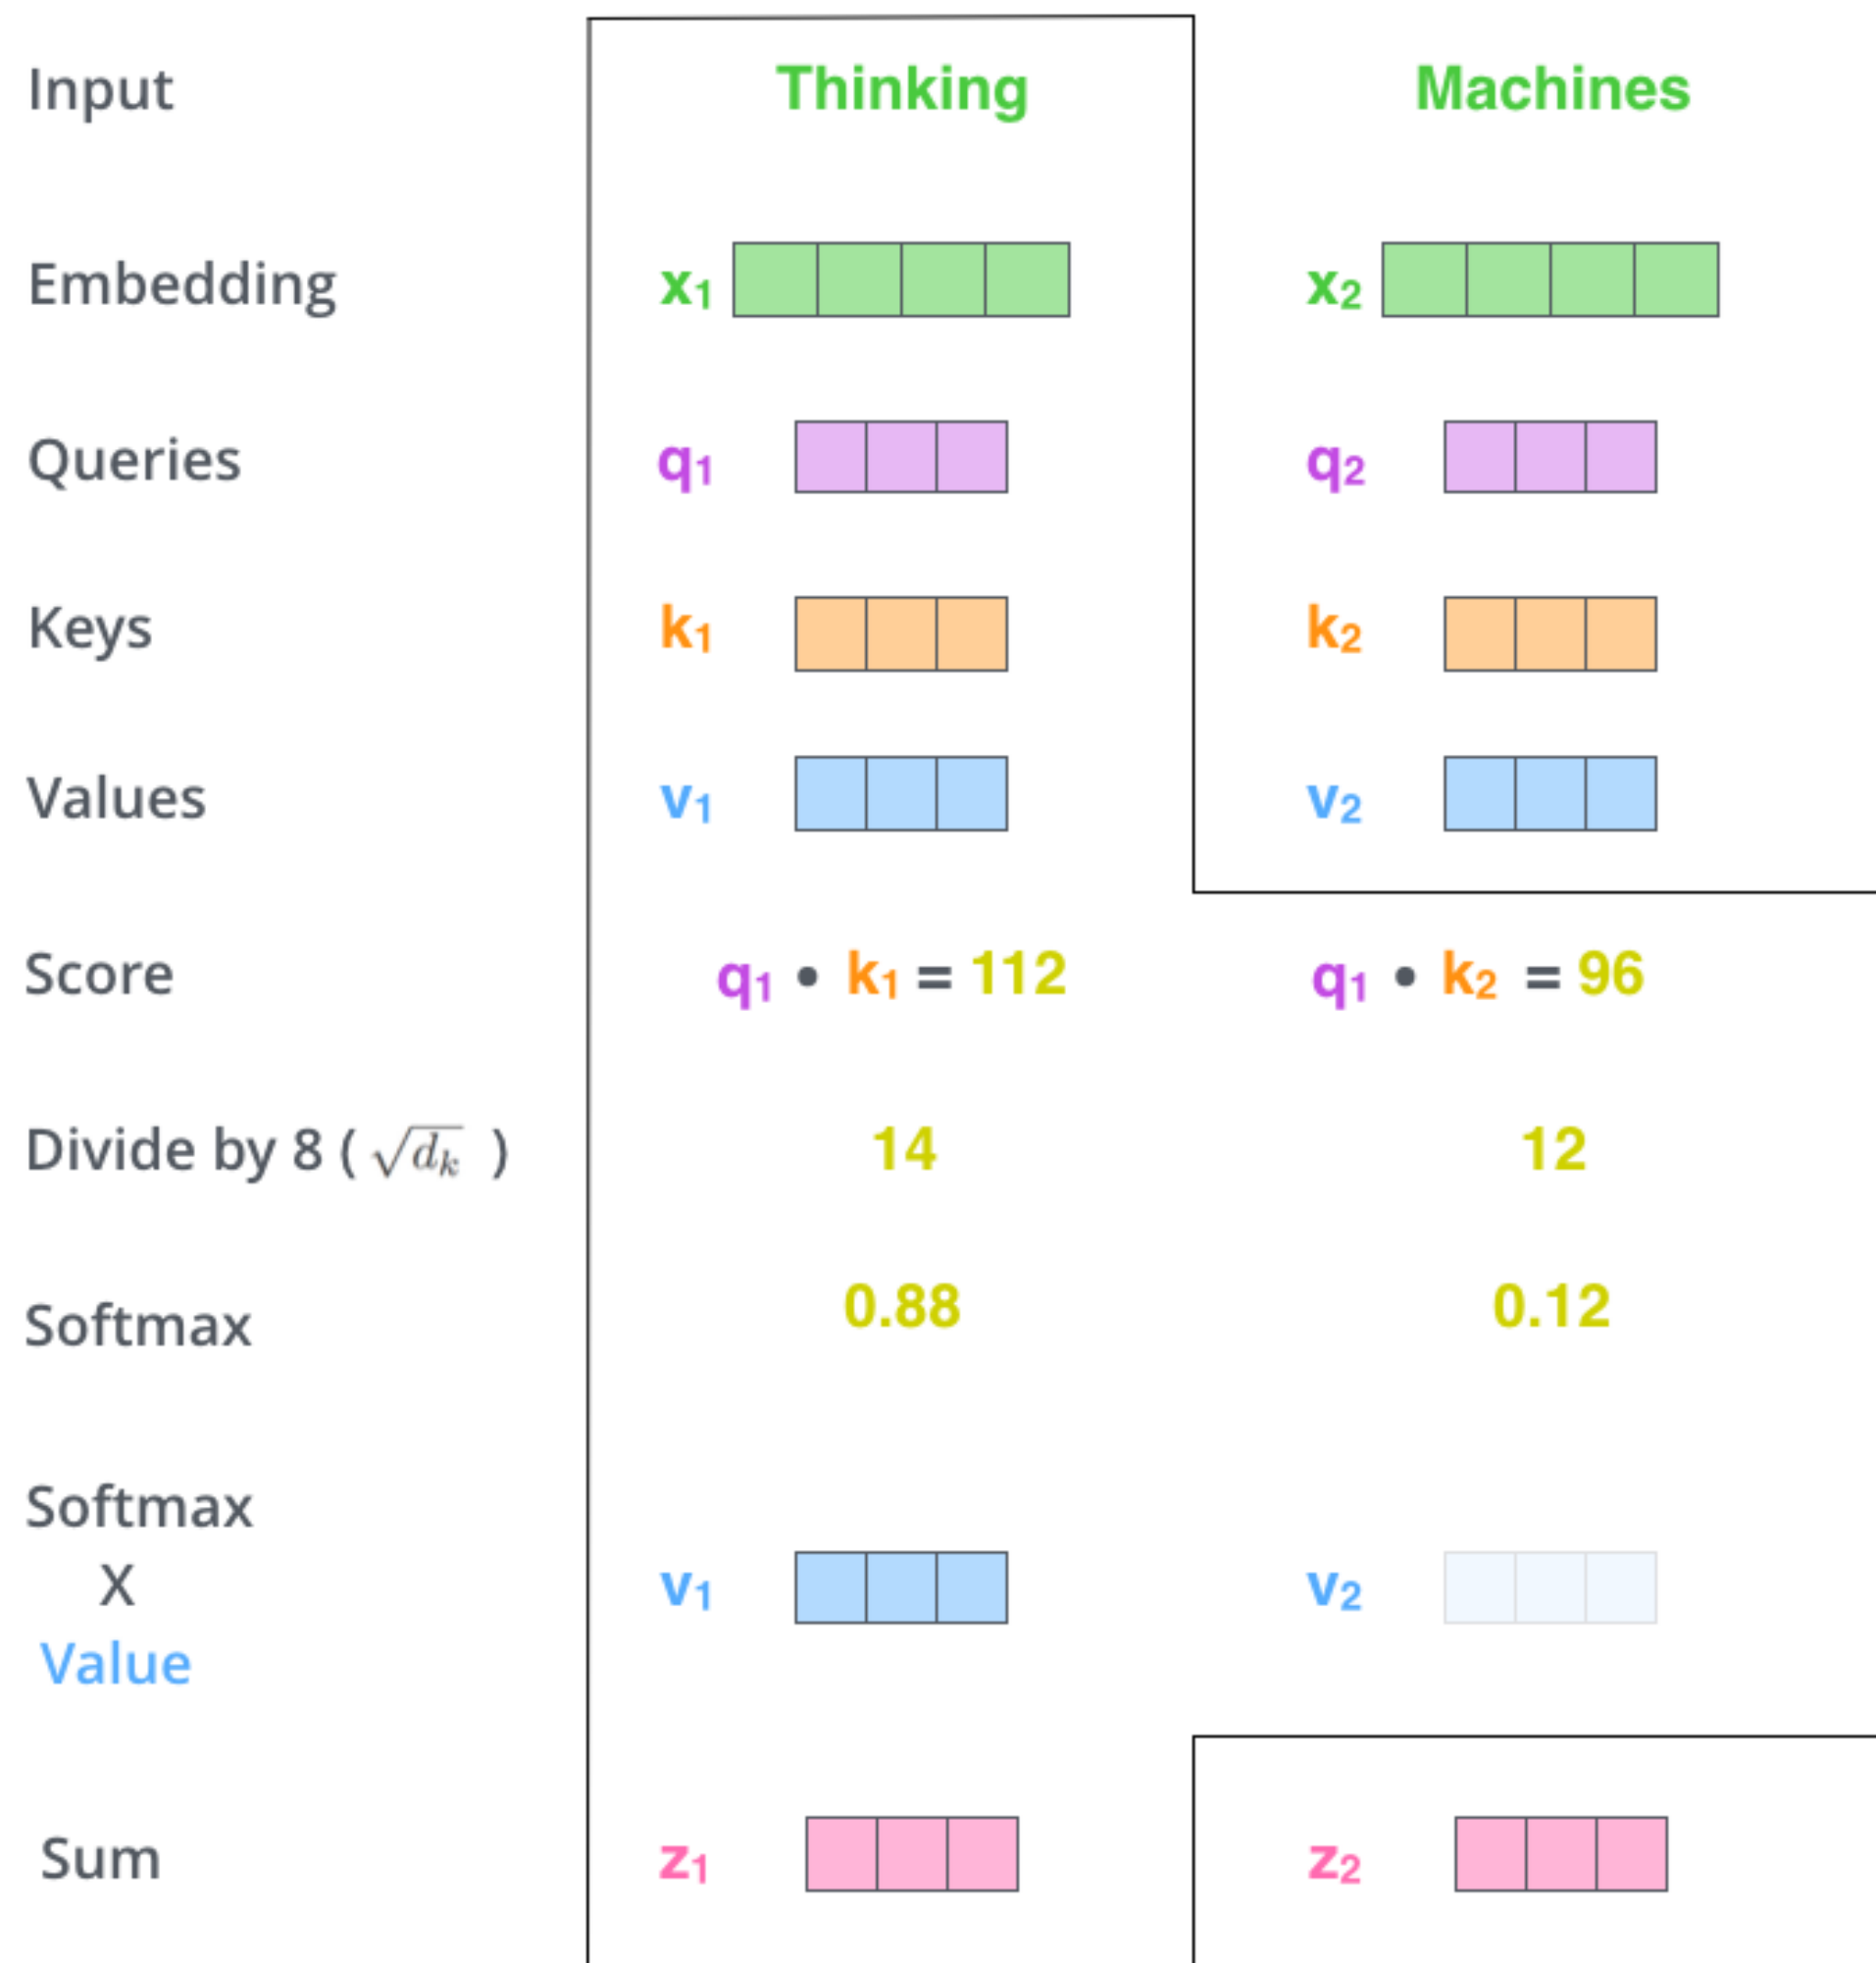 Input Thinking Machines
Embedding x₁ x₂
Queries q₁ q₂
Keys k₁ k₂
Values v₁ v₂
Score q₁ • k₁ = 112 q₁ • k₂ = 96
Divide by 8 ( √dₖ ) 14 12
Softmax 0.88 0.12
Softmax
X v₁ v₂
Value
Sum z₁ z₂